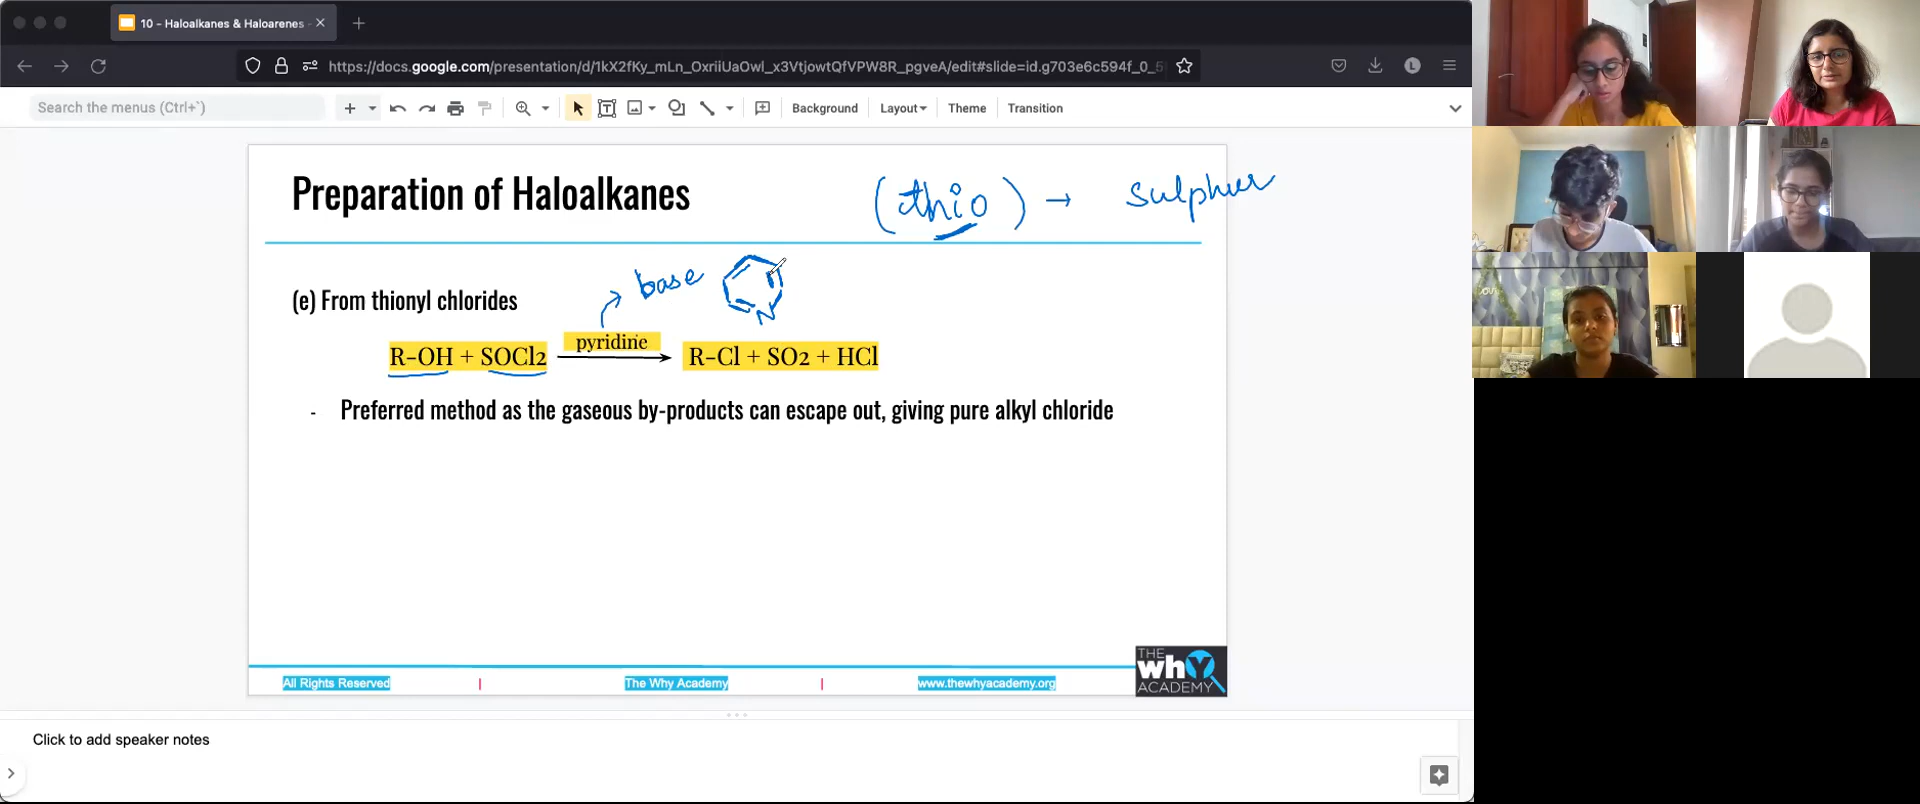 10 - Haloalkanes & Haloarenes -
https://docs.google.com/presentation/d/1kX2fKy_mLn_OxriiUaOwl_x3VtjowtQfVPW8R_pgveA/edit#slide=id.g703e6c594f_0_5
L
Search the menus (Ctrl+`)
Background
Layout
Theme
Transition
Preparation of Haloalkanes
(thio) → sulphur
base
N
(e) From thionyl chlorides
pyridine
R-OH + SOCl2
R-Cl + SO2 + HCl
- Preferred method as the gaseous by-products can escape out, giving pure alkyl chloride
All Rights Reserved | The Why Academy | www.thewhyacademy.org
THE
whY
ACADEMY
Click to add speaker notes